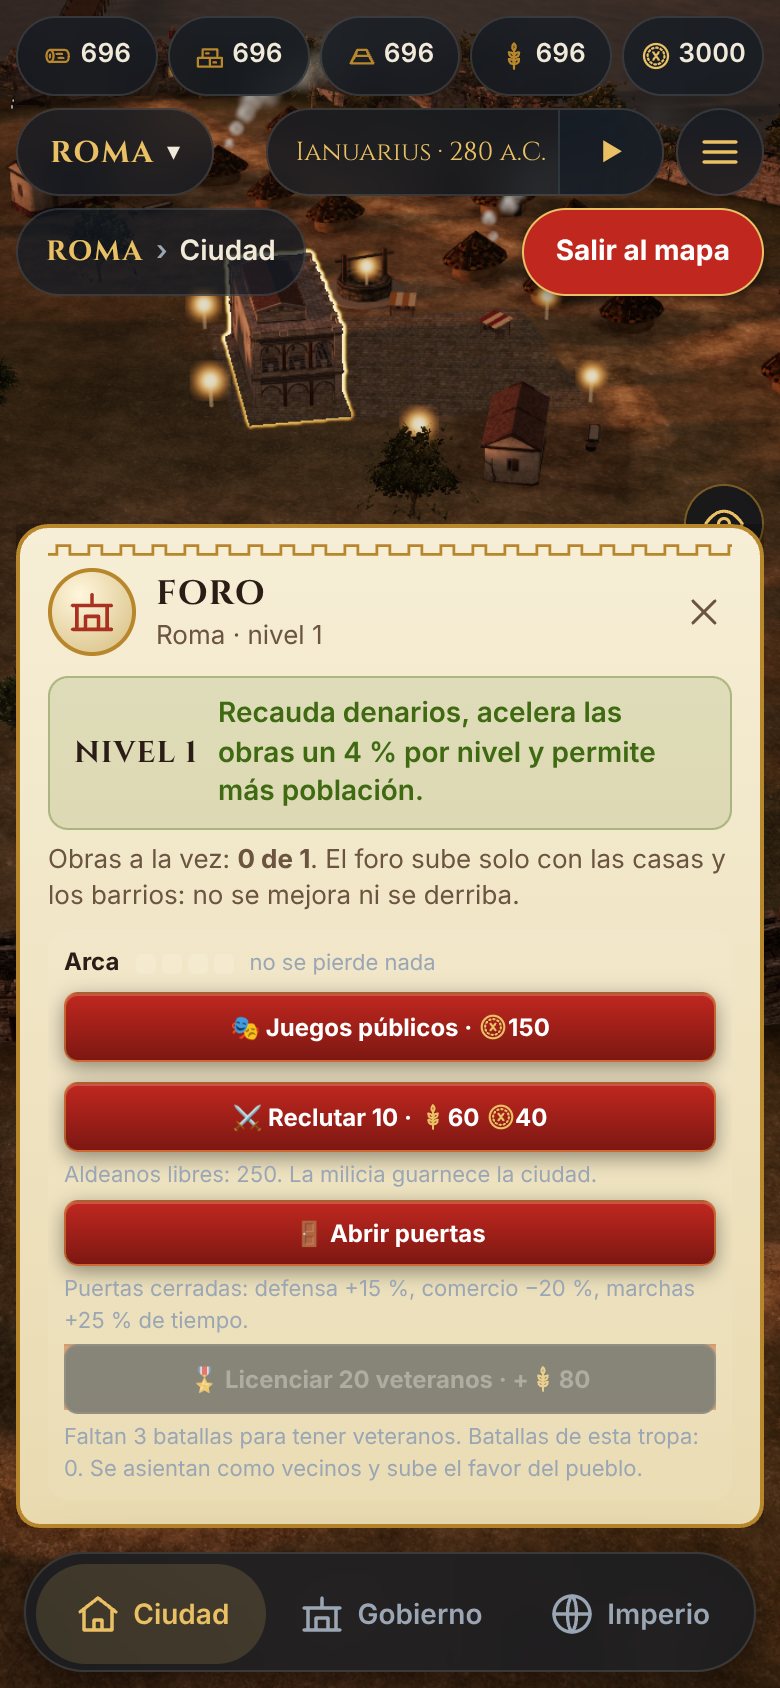 696 696 696 696 3000
ROMA ▾ IANUARIUS · 280 A.C.
ROMA › Ciudad Salir al mapa
FORO
Roma · nivel 1
NIVEL 1
Recauda denarios, acelera las
obras un 4 % por nivel y permite
más población.
Obras a la vez: 0 de 1. El foro sube solo con las casas y
los barrios: no se mejora ni se derriba.
Arca no se pierde nada
Juegos públicos · 150
Reclutar 10 · 60 40
Aldeanos libres: 250. La milicia guarnece la ciudad.
Abrir puertas
Puertas cerradas: defensa +15 %, comercio −20 %, marchas
+25 % de tiempo.
Licenciar 20 veteranos · + 80
Faltan 3 batallas para tener veteranos. Batallas de esta tropa:
0. Se asientan como vecinos y sube el favor del pueblo.
Ciudad Gobierno Imperio